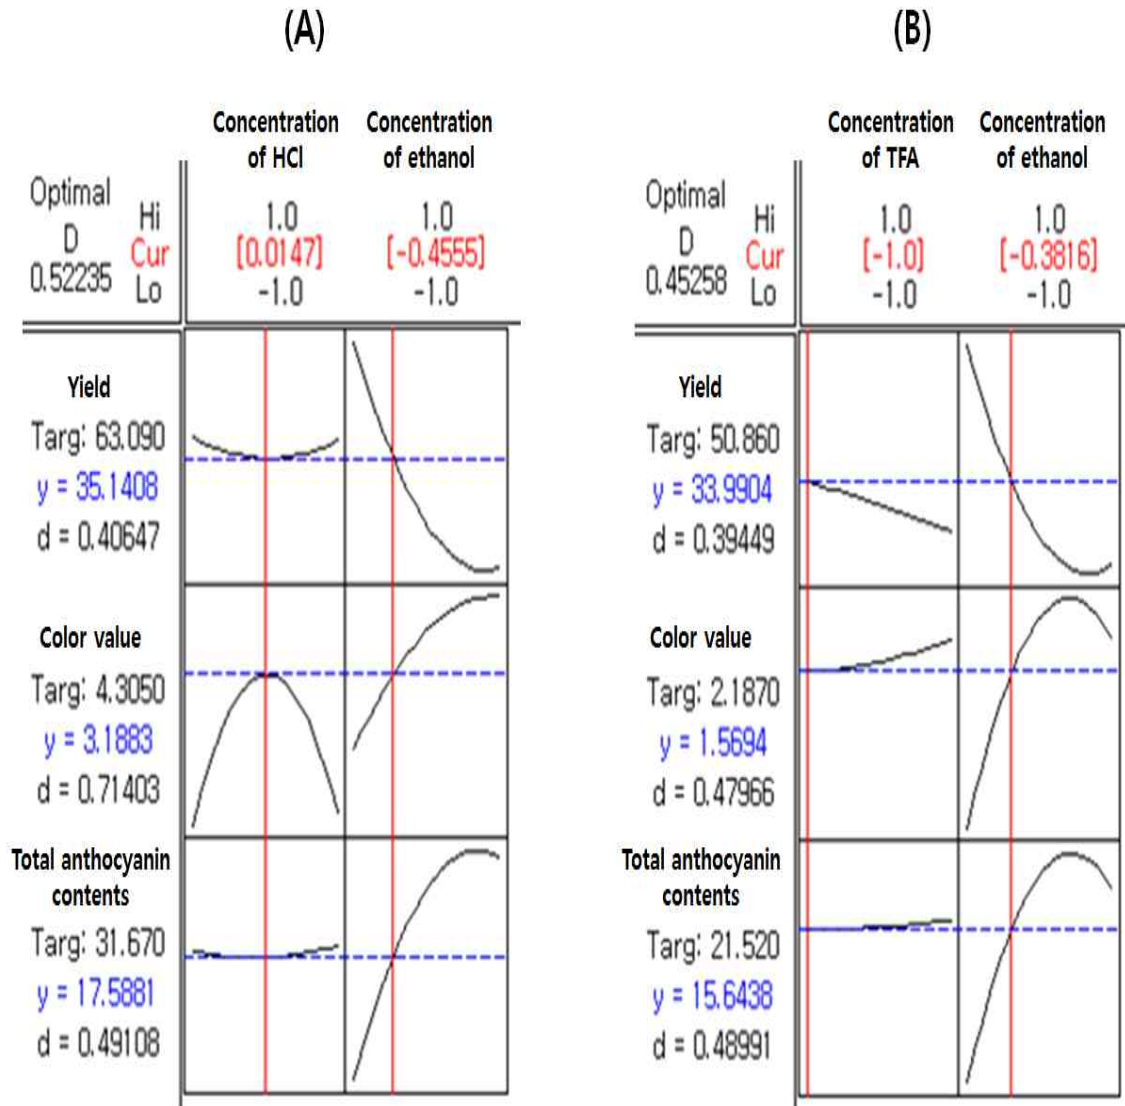 (A)
Concentration
of HCl
Concentration
of ethanol
Optimal
D
0.52235
Hi
Cur
Lo
1.0
[0.0147]
-1.0
1.0
[-0.4555]
-1.0
Yield
Targ: 63.090
y = 35.1408
d = 0.40647
Color value
Targ: 4.3050
y = 3.1883
d = 0.71403
Total anthocyanin
contents
Targ: 31.670
y = 17.5881
d = 0.49108
(B)
Concentration
of TFA
Concentration
of ethanol
Optimal
D
0.45258
Hi
Cur
Lo
1.0
[-1.0]
-1.0
1.0
[-0.3816]
-1.0
Yield
Targ: 50.860
y = 33.9904
d = 0.39449
Color value
Targ: 2.1870
y = 1.5694
d = 0.47966
Total anthocyanin
contents
Targ: 21.520
y = 15.6438
d = 0.48991